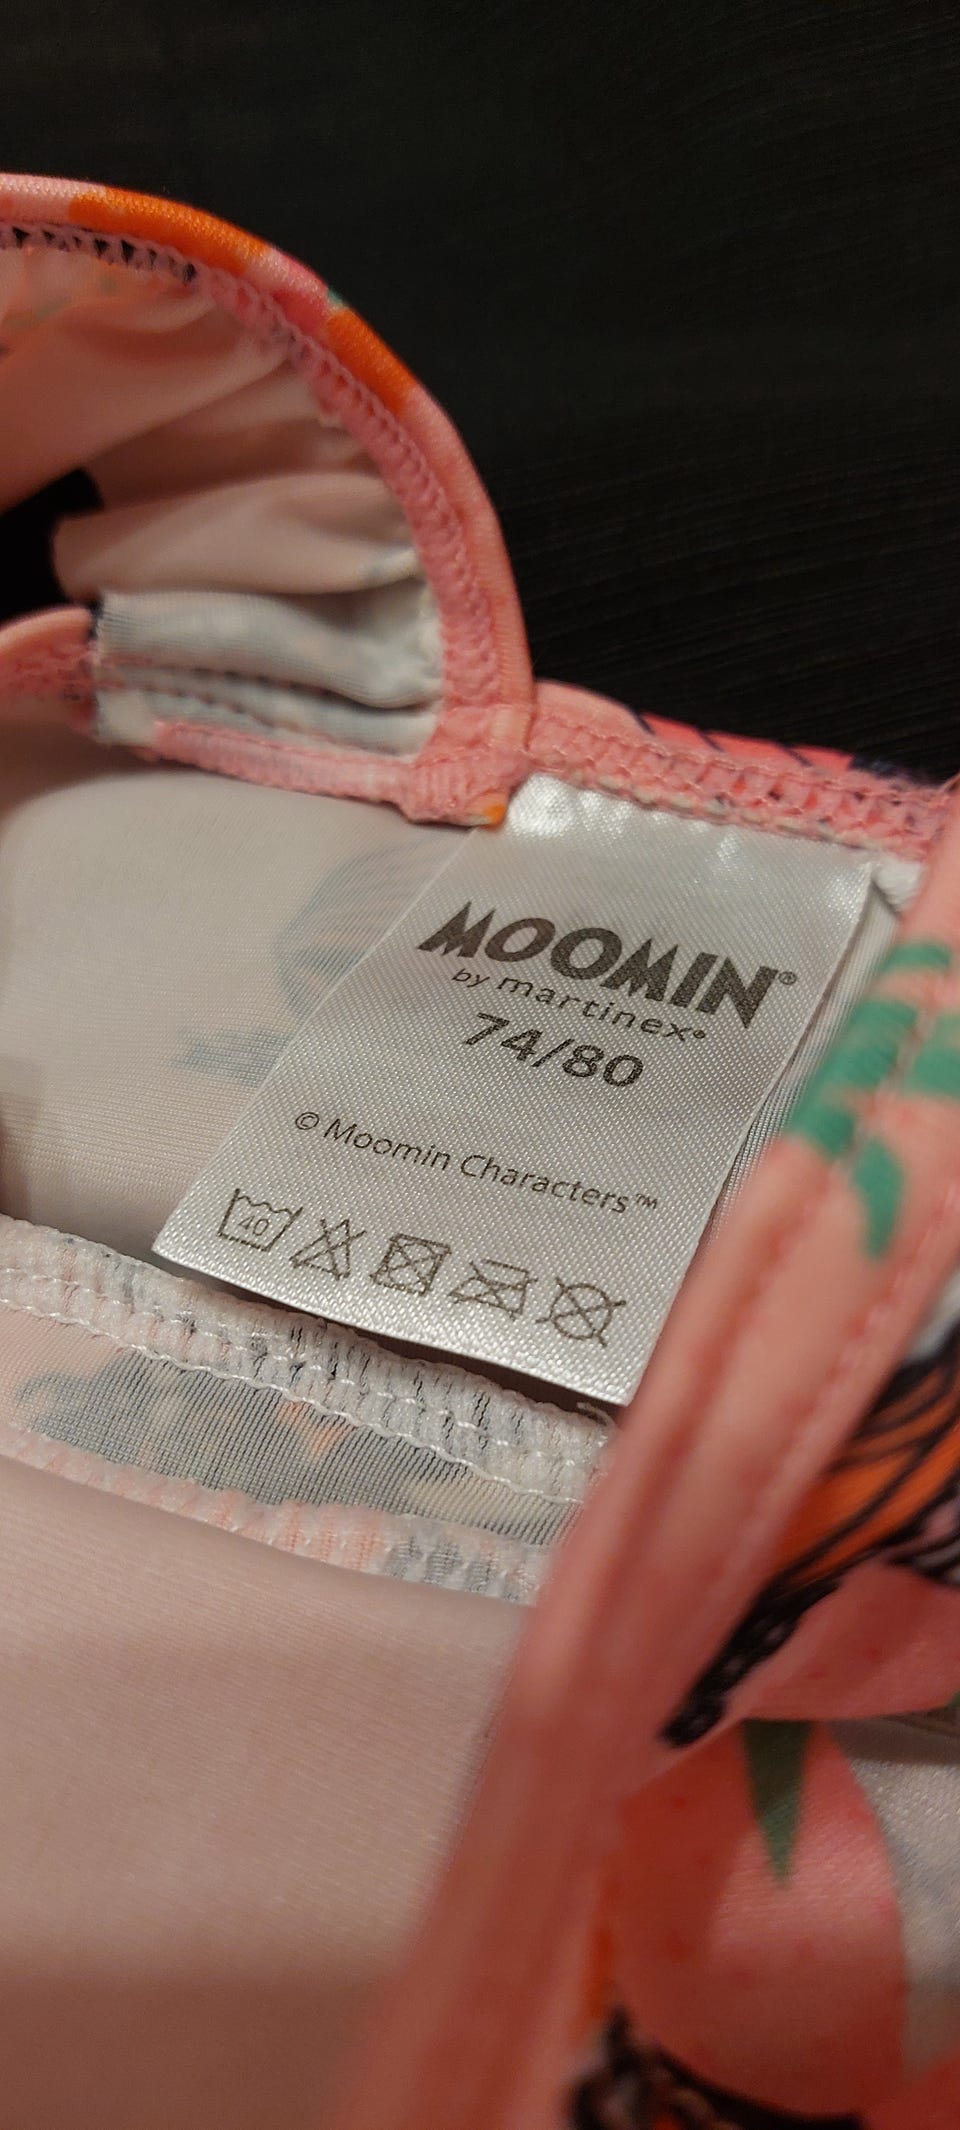 MOOMIN®
by martinex®
74/80
© Moomin Characters™
40